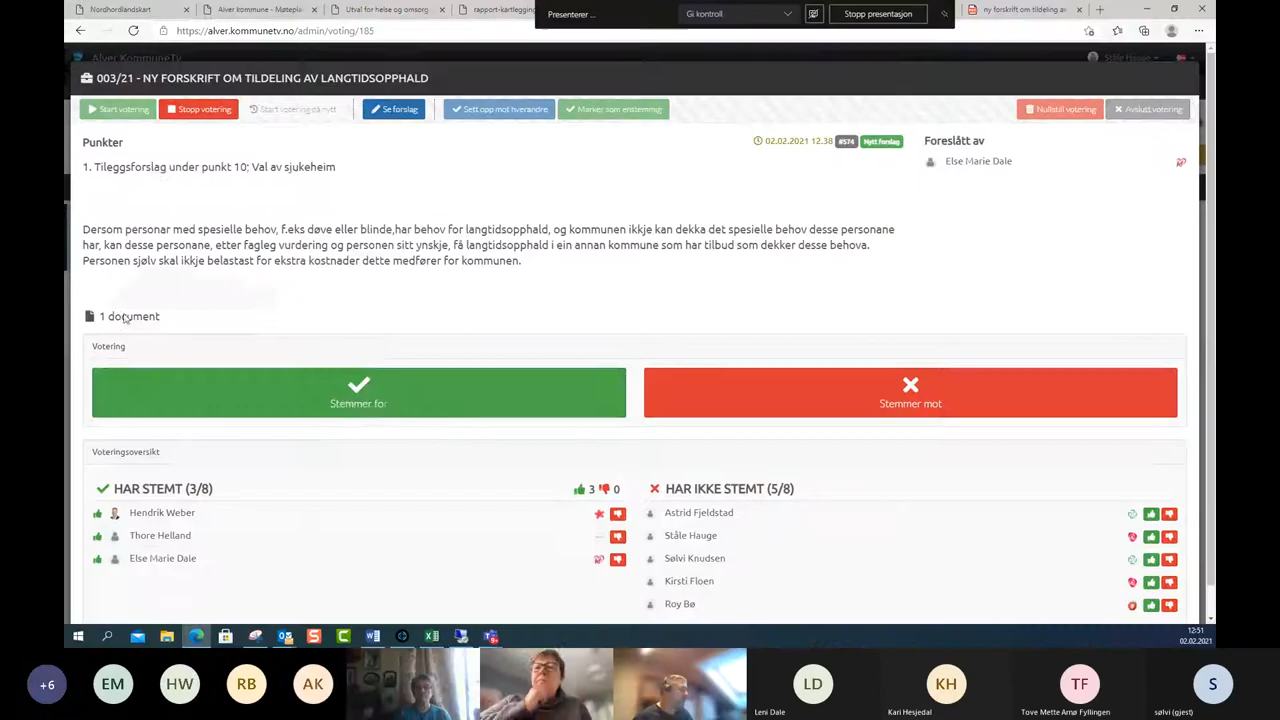 Nordhordlandskart
Alver kommune - Møteplan
Utval for helse og omsorg
rapport-kartlegging
Presenterer ...
Gi kontroll
Stopp presentasjon
ny forskrift om tildeling av
https://alver.kommunetv.no/admin/voting/185
Alver KommuneTv
Ståle Hauge
003/21 - NY FORSKRIFT OM TILDELING AV LANGTIDSOPPHALD
Start votering
Stopp votering
Start votering på nytt
Se forslag
Sett opp mot hverandre
Marker som enstemmig
Nullstill votering
Avslutt votering
Punkter
02.02.2021 12.38 #574 Nytt forslag
Foreslått av
1. Tileggsforslag under punkt 10; Val av sjukeheim
Else Marie Dale
Dersom personar med spesielle behov, f.eks døve eller blinde,har behov for langtidsopphald, og kommunen ikkje kan dekka det spesielle behov desse personane
har, kan desse personane, etter fagleg vurdering og personen sitt ynskje, få langtidsopphald i ein annan kommune som har tilbud som dekker desse behova.
Personen sjølv skal ikkje belastast for ekstra kostnader dette medfører for kommunen.
1 document
Votering
Stemmer for
Stemmer mot
Voteringsoversikt
HAR STEMT (3/8)
3 0
HAR IKKE STEMT (5/8)
Hendrik Weber
Astrid Fjeldstad
Thore Helland
Ståle Hauge
Else Marie Dale
Sølvi Knudsen
Kirsti Floen
Roy Bø
12:51
02.02.2021
+6
EM
HW
RB
AK
LD
KH
TF
S
Leni Dale
Kari Hesjedal
Tove Mette Arnø Fyllingen
sølvi (gjest)